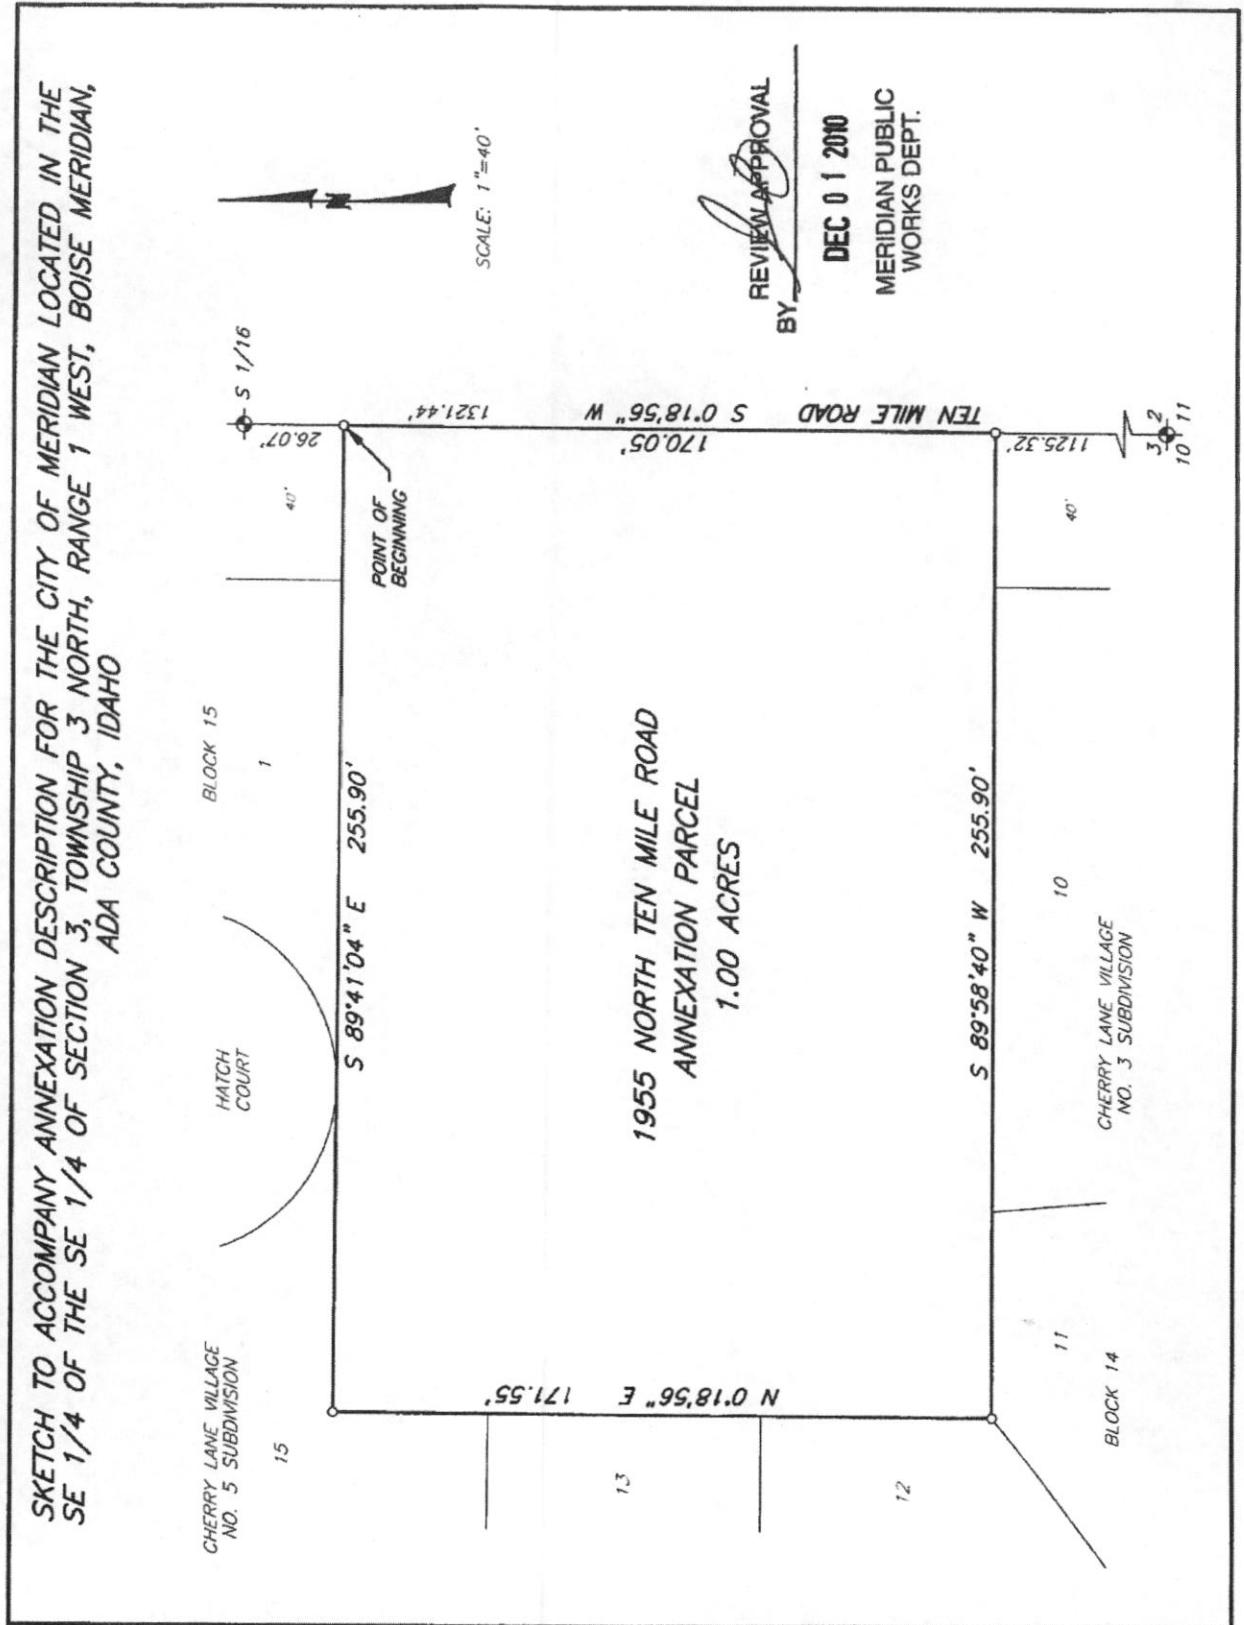 SKETCH TO ACCOMPANY ANNEXATION DESCRIPTION FOR THE CITY OF MERIDIAN LOCATED IN THE
SE 1/4 OF THE SE 1/4 OF SECTION 3, TOWNSHIP 3 NORTH, RANGE 1 WEST, BOISE MERIDIAN,
ADA COUNTY, IDAHO
CHERRY LANE VILLAGE
NO. 5 SUBDIVISION
15
HATCH
COURT
BLOCK 15
1
40'
26.07'
S 1/16
SCALE: 1"=40'
N
S 89°41'04" E 255.90'
POINT OF
BEGINNING
1321.44'
170.05'
S 0°18'56" W
TEN MILE ROAD
N 0°18'56" E 171.55'
13
12
1955 NORTH TEN MILE ROAD
ANNEXATION PARCEL
1.00 ACRES
S 89°58'40" W 255.90'
11
BLOCK 14
10
CHERRY LANE VILLAGE
NO. 3 SUBDIVISION
40'
1125.32'
3 2
10 11
REVIEW APPROVAL
BY
DEC 01 2010
MERIDIAN PUBLIC
WORKS DEPT.